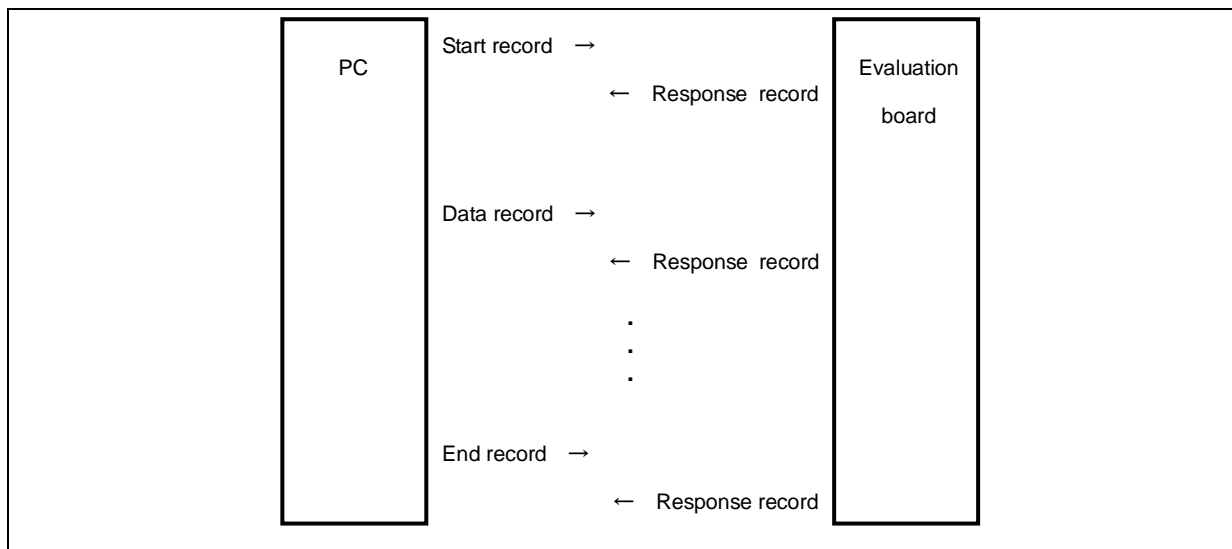 Start record →
PC
Evaluation
← Response record
board
Data record →
← Response record
.
.
.
End record →
← Response record